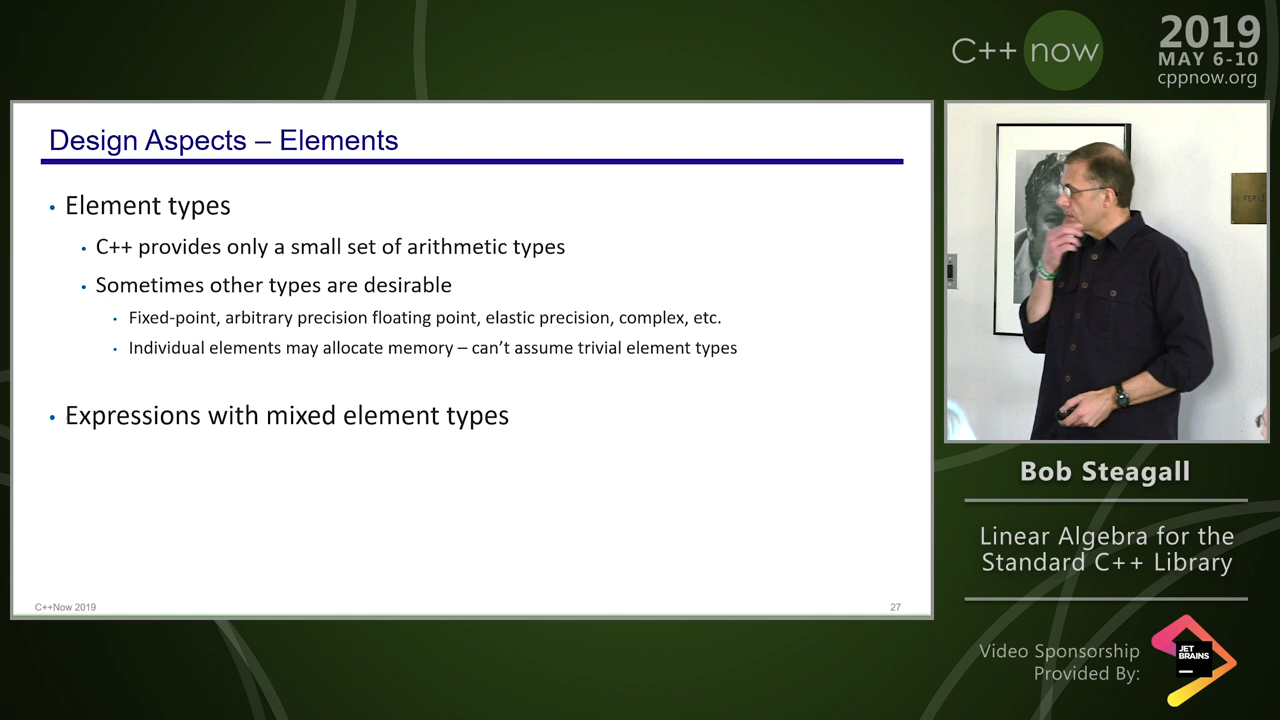 C++ now
2019
MAY 6-10
cppnow.org
Design Aspects – Elements
• Element types
• C++ provides only a small set of arithmetic types
• Sometimes other types are desirable
• Fixed-point, arbitrary precision floating point, elastic precision, complex, etc.
• Individual elements may allocate memory – can't assume trivial element types
• Expressions with mixed element types
C++Now 2019
27
Bob Steagall
Linear Algebra for the
Standard C++ Library
Video Sponsorship
Provided By:
JET
BRAINS